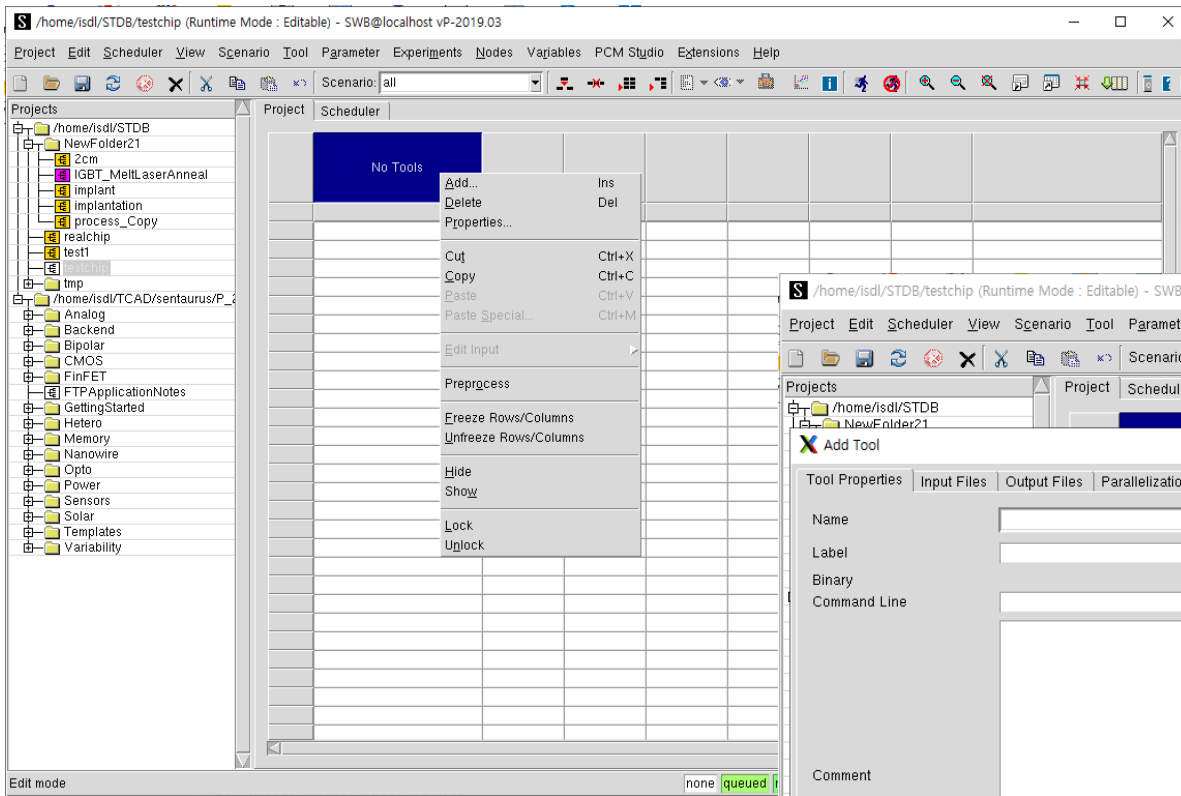 /home/isdl/STDB/testchip (Runtime Mode : Editable) - SWB@localhost vP-2019.03
Project Edit Scheduler View Scenario Tool Parameter Experiments Nodes Variables PCM Studio Extensions Help
Scenario: all
Projects
/home/isdl/STDB
NewFolder21
2cm
IGBT_MeltLaserAnneal
implant
implantation
process_Copy
realchip
test1
testchip
tmp
/home/isdl/TCAD/sentaurus/P_2
Analog
Backend
Bipolar
CMOS
FinFET
FTPApplicationNotes
GettingStarted
Hetero
Memory
Nanowire
Opto
Power
Sensors
Solar
Templates
Variability
Project Scheduler
No Tools
Add... Ins
Delete Del
Properties...
Cut Ctrl+X
Copy Ctrl+C
Paste Ctrl+V
Paste Special... Ctrl+M
Edit Input
Preprocess
Freeze Rows/Columns
Unfreeze Rows/Columns
Hide
Show
Lock
Unlock
Edit mode
none queued
/home/isdl/STDB/testchip (Runtime Mode : Editable) - SWB
Project Edit Scheduler View Scenario Tool Paramet
Scenario
Projects
/home/isdl/STDB
NewFolder21
Project Schedul
Add Tool
Tool Properties Input Files Output Files Parallelizatio
Name
Label
Binary
Command Line
Comment